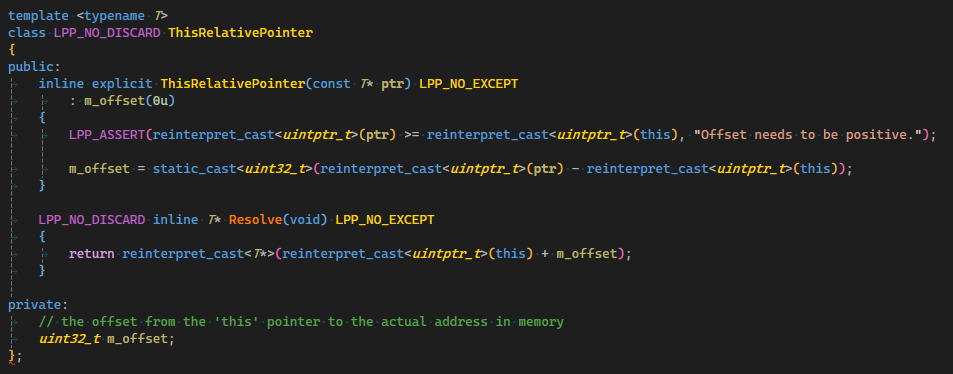 template <typename T>
class LPP_NO_DISCARD ThisRelativePointer
{
public:
inline explicit ThisRelativePointer(const T* ptr) LPP_NO_EXCEPT
: m_offset(0u)
{
LPP_ASSERT(reinterpret_cast<uintptr_t>(ptr) >= reinterpret_cast<uintptr_t>(this), "Offset needs to be positive.");
m_offset = static_cast<uint32_t>(reinterpret_cast<uintptr_t>(ptr) - reinterpret_cast<uintptr_t>(this));
}
LPP_NO_DISCARD inline T* Resolve(void) LPP_NO_EXCEPT
{
return reinterpret_cast<T*>(reinterpret_cast<uintptr_t>(this) + m_offset);
}
private:
// the offset from the 'this' pointer to the actual address in memory
uint32_t m_offset;
};